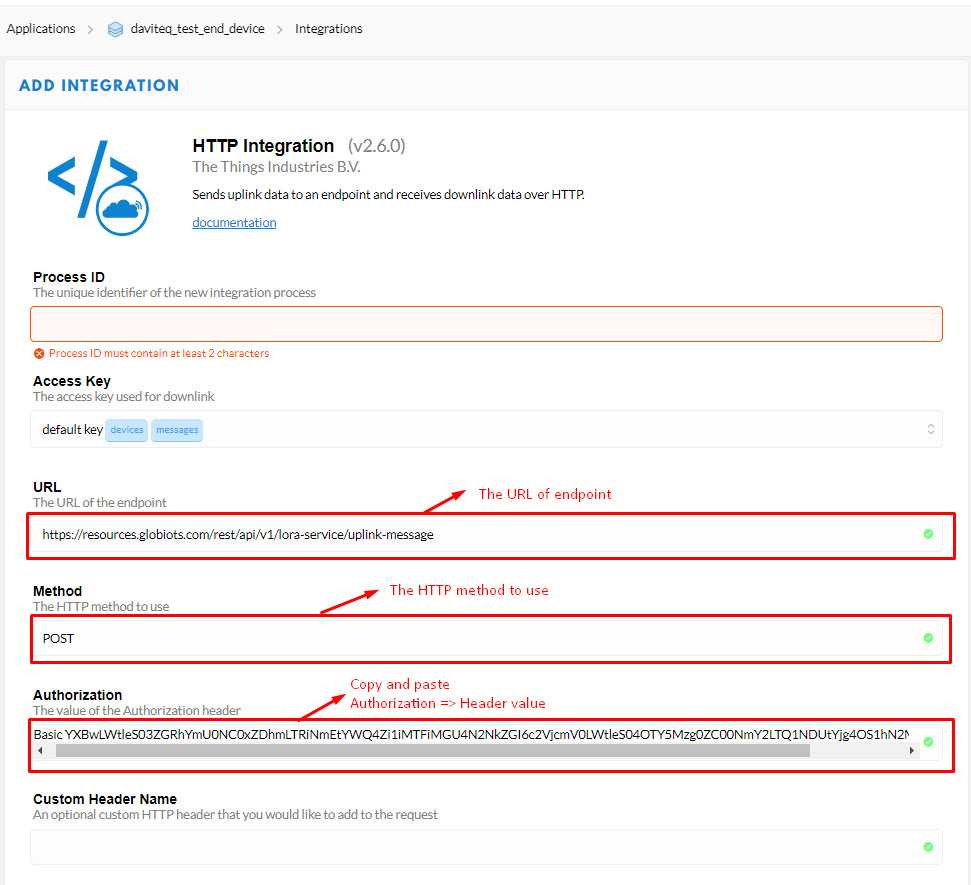 Applications > daviteq_test_end_device > Integrations
ADD INTEGRATION
HTTP Integration (v2.6.0)
The Things Industries B.V.
Sends uplink data to an endpoint and receives downlink data over HTTP.
documentation
Process ID
The unique identifier of the new integration process
Process ID must contain at least 2 characters
Access Key
The access key used for downlink
default key devices messages
URL
The URL of the endpoint
The URL of endpoint
https://resources.globiots.com/rest/api/v1/lora-service/uplink-message
Method
The HTTP method to use
The HTTP method to use
POST
Copy and paste
Authorization => Header value
Authorization
The value of the Authorization header
Basic YXBwLWtleS03ZGRhYmU0NC0xZDhmLTRiNmEtYWQ4Zi1iMTFiMGU4N2NkZGI6c2VjcmV0LWtleS04OTY5Mzg0ZC00NmY2LTQ1NDUtYjg4OS1hN2M
Custom Header Name
An optional custom HTTP header that you would like to add to the request